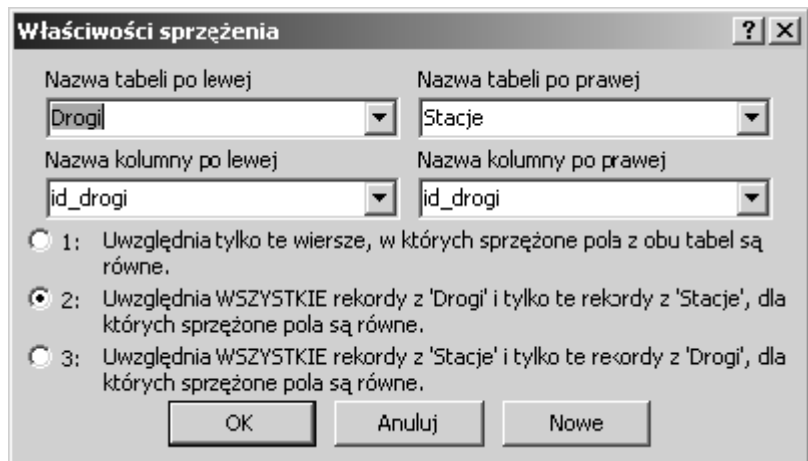 Właściwości sprzężenia
Nazwa tabeli po lewej
Nazwa tabeli po prawej
Drogi
Stacje
Nazwa kolumny po lewej
Nazwa kolumny po prawej
id_drogi
id_drogi
1: Uwzględnia tylko te wiersze, w których sprzężone pola z obu tabel są
równe.
2: Uwzględnia WSZYSTKIE rekordy z 'Drogi' i tylko te rekordy z 'Stacje', dla
których sprzężone pola są równe.
3: Uwzględnia WSZYSTKIE rekordy z 'Stacje' i tylko te rekordy z 'Drogi', dla
których sprzężone pola są równe.
OK
Anuluj
Nowe